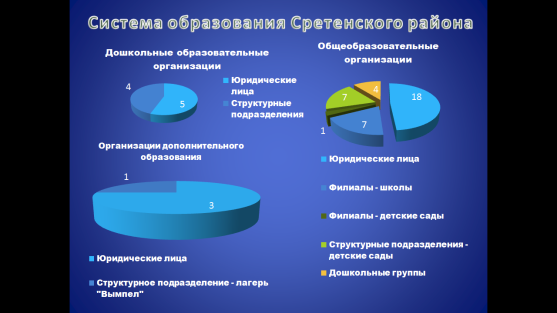 Система образования Сретенского района
Дошкольные образовательные
организации
4
5
Юридические
лица
Структурные
подразделения
Общеобразовательные
организации
4
7
18
1
7
Юридические лица
Филиалы - школы
Филиалы - детские сады
Структурные подразделения -
детские сады
Дошкольные группы
Организации дополнительного
образования
1
3
Юридические лица
Структурное подразделение - лагерь
"Вымпел"